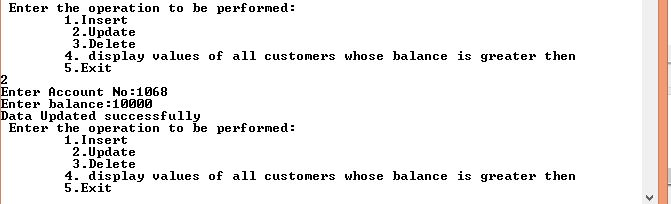 Enter the operation to be performed:
1.Insert
2.Update
3.Delete
4. display values of all customers whose balance is greater then
5.Exit
2
Enter Account No:1068
Enter balance:10000
Data Updated successfully
Enter the operation to be performed:
1.Insert
2.Update
3.Delete
4. display values of all customers whose balance is greater then
5.Exit